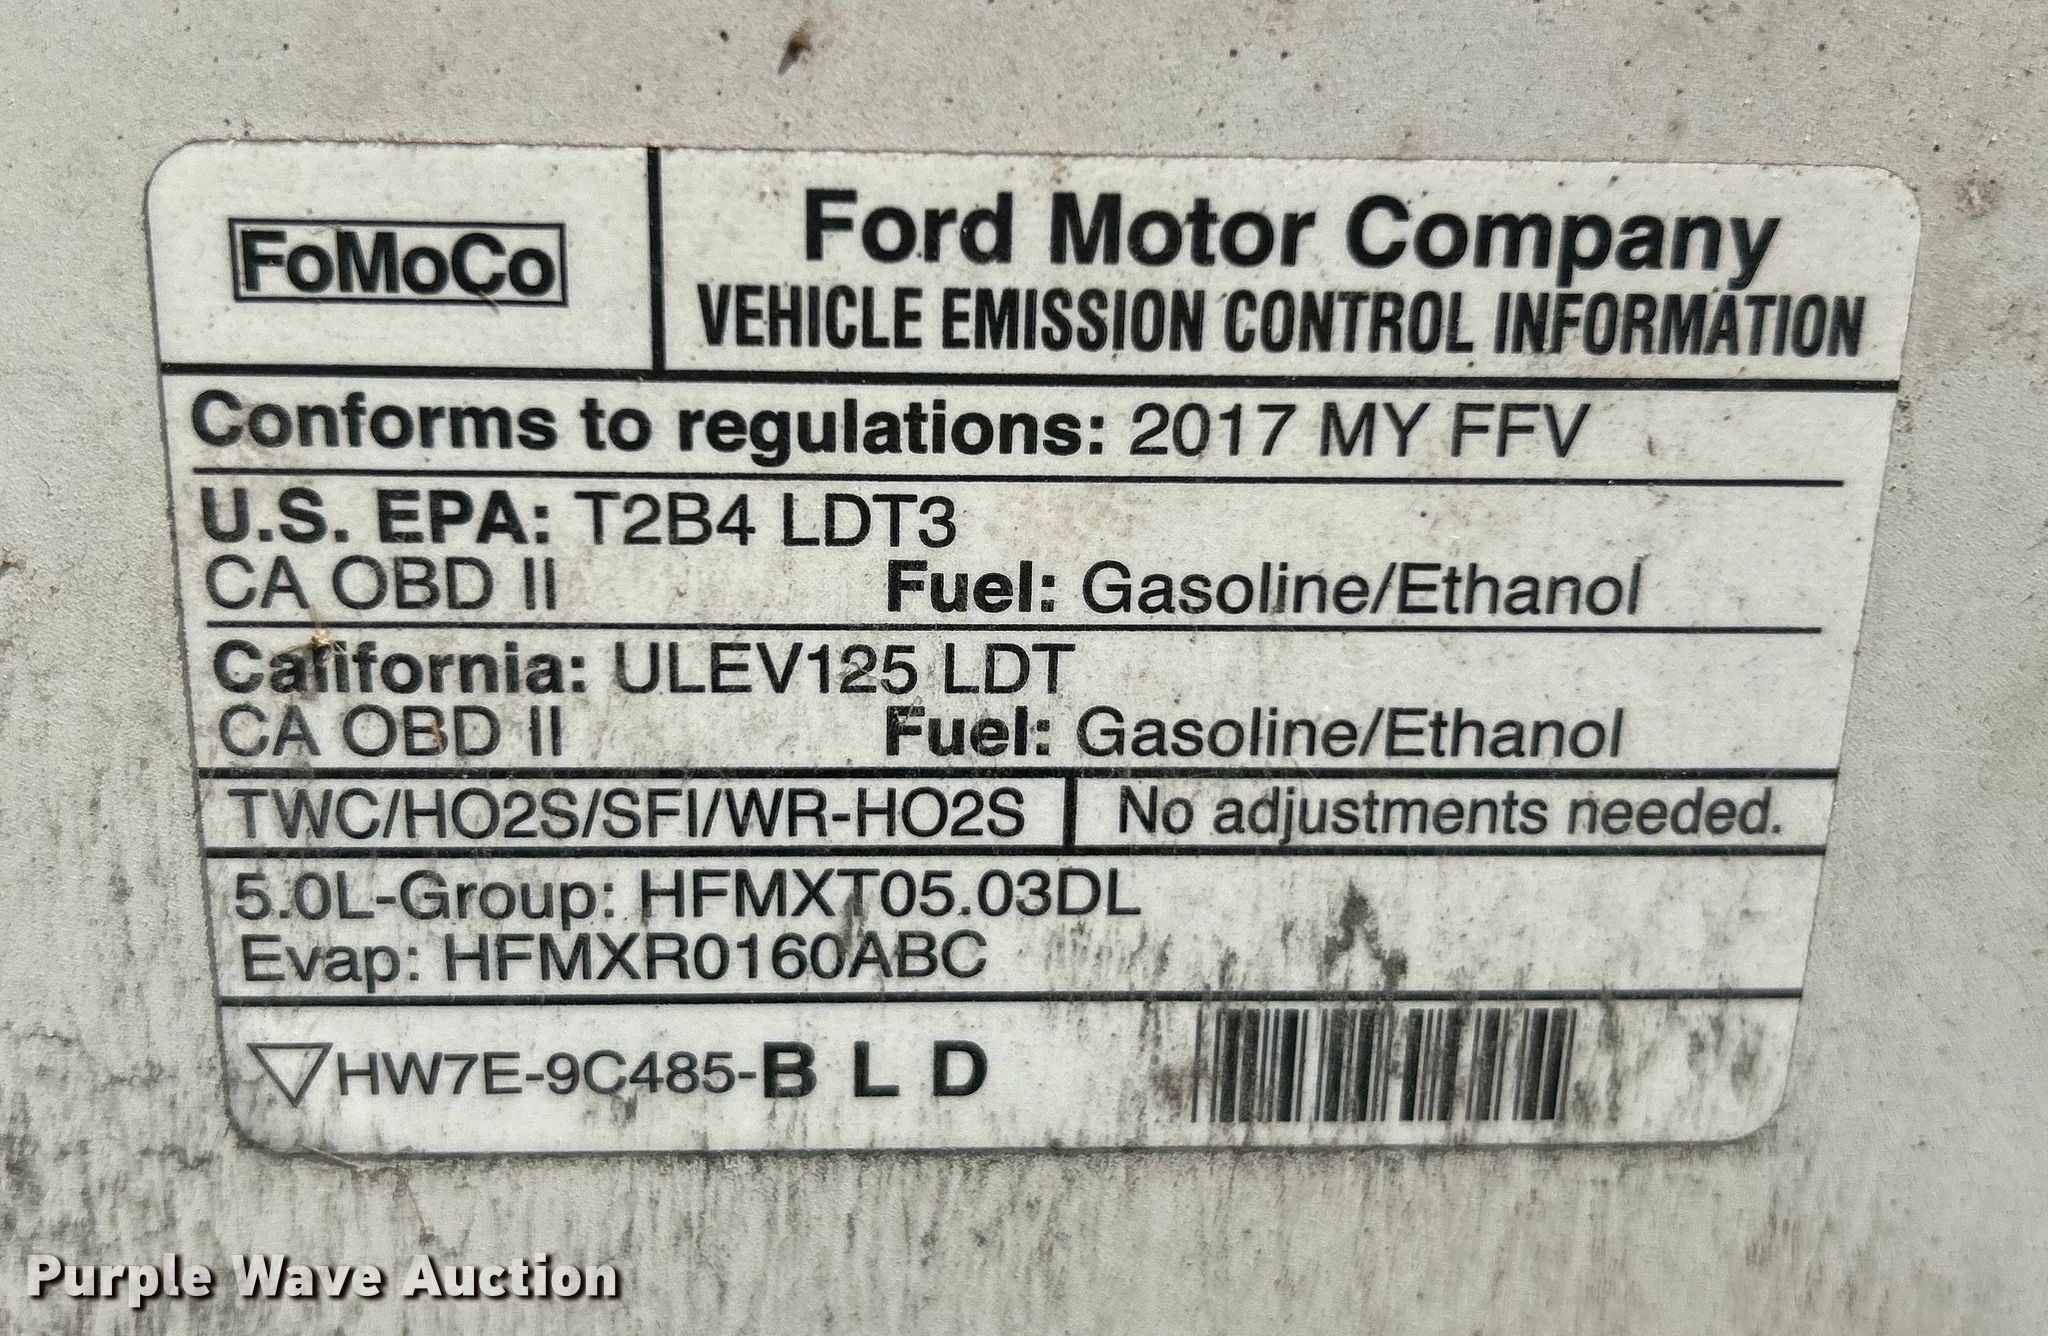 FoMoCo
Ford Motor Company
VEHICLE EMISSION CONTROL INFORMATION
Conforms to regulations: 2017 MY FFV
U.S. EPA: T2B4 LDT3
CA OBD II Fuel: Gasoline/Ethanol
California: ULEV125 LDT
CA OBD II Fuel: Gasoline/Ethanol
TWC/HO2S/SFI/WR-HO2S No adjustments needed.
5.0L-Group: HFMXT05.03DL
Evap: HFMXR0160ABC
HW7E-9C485-B L D
Purple Wave Auction